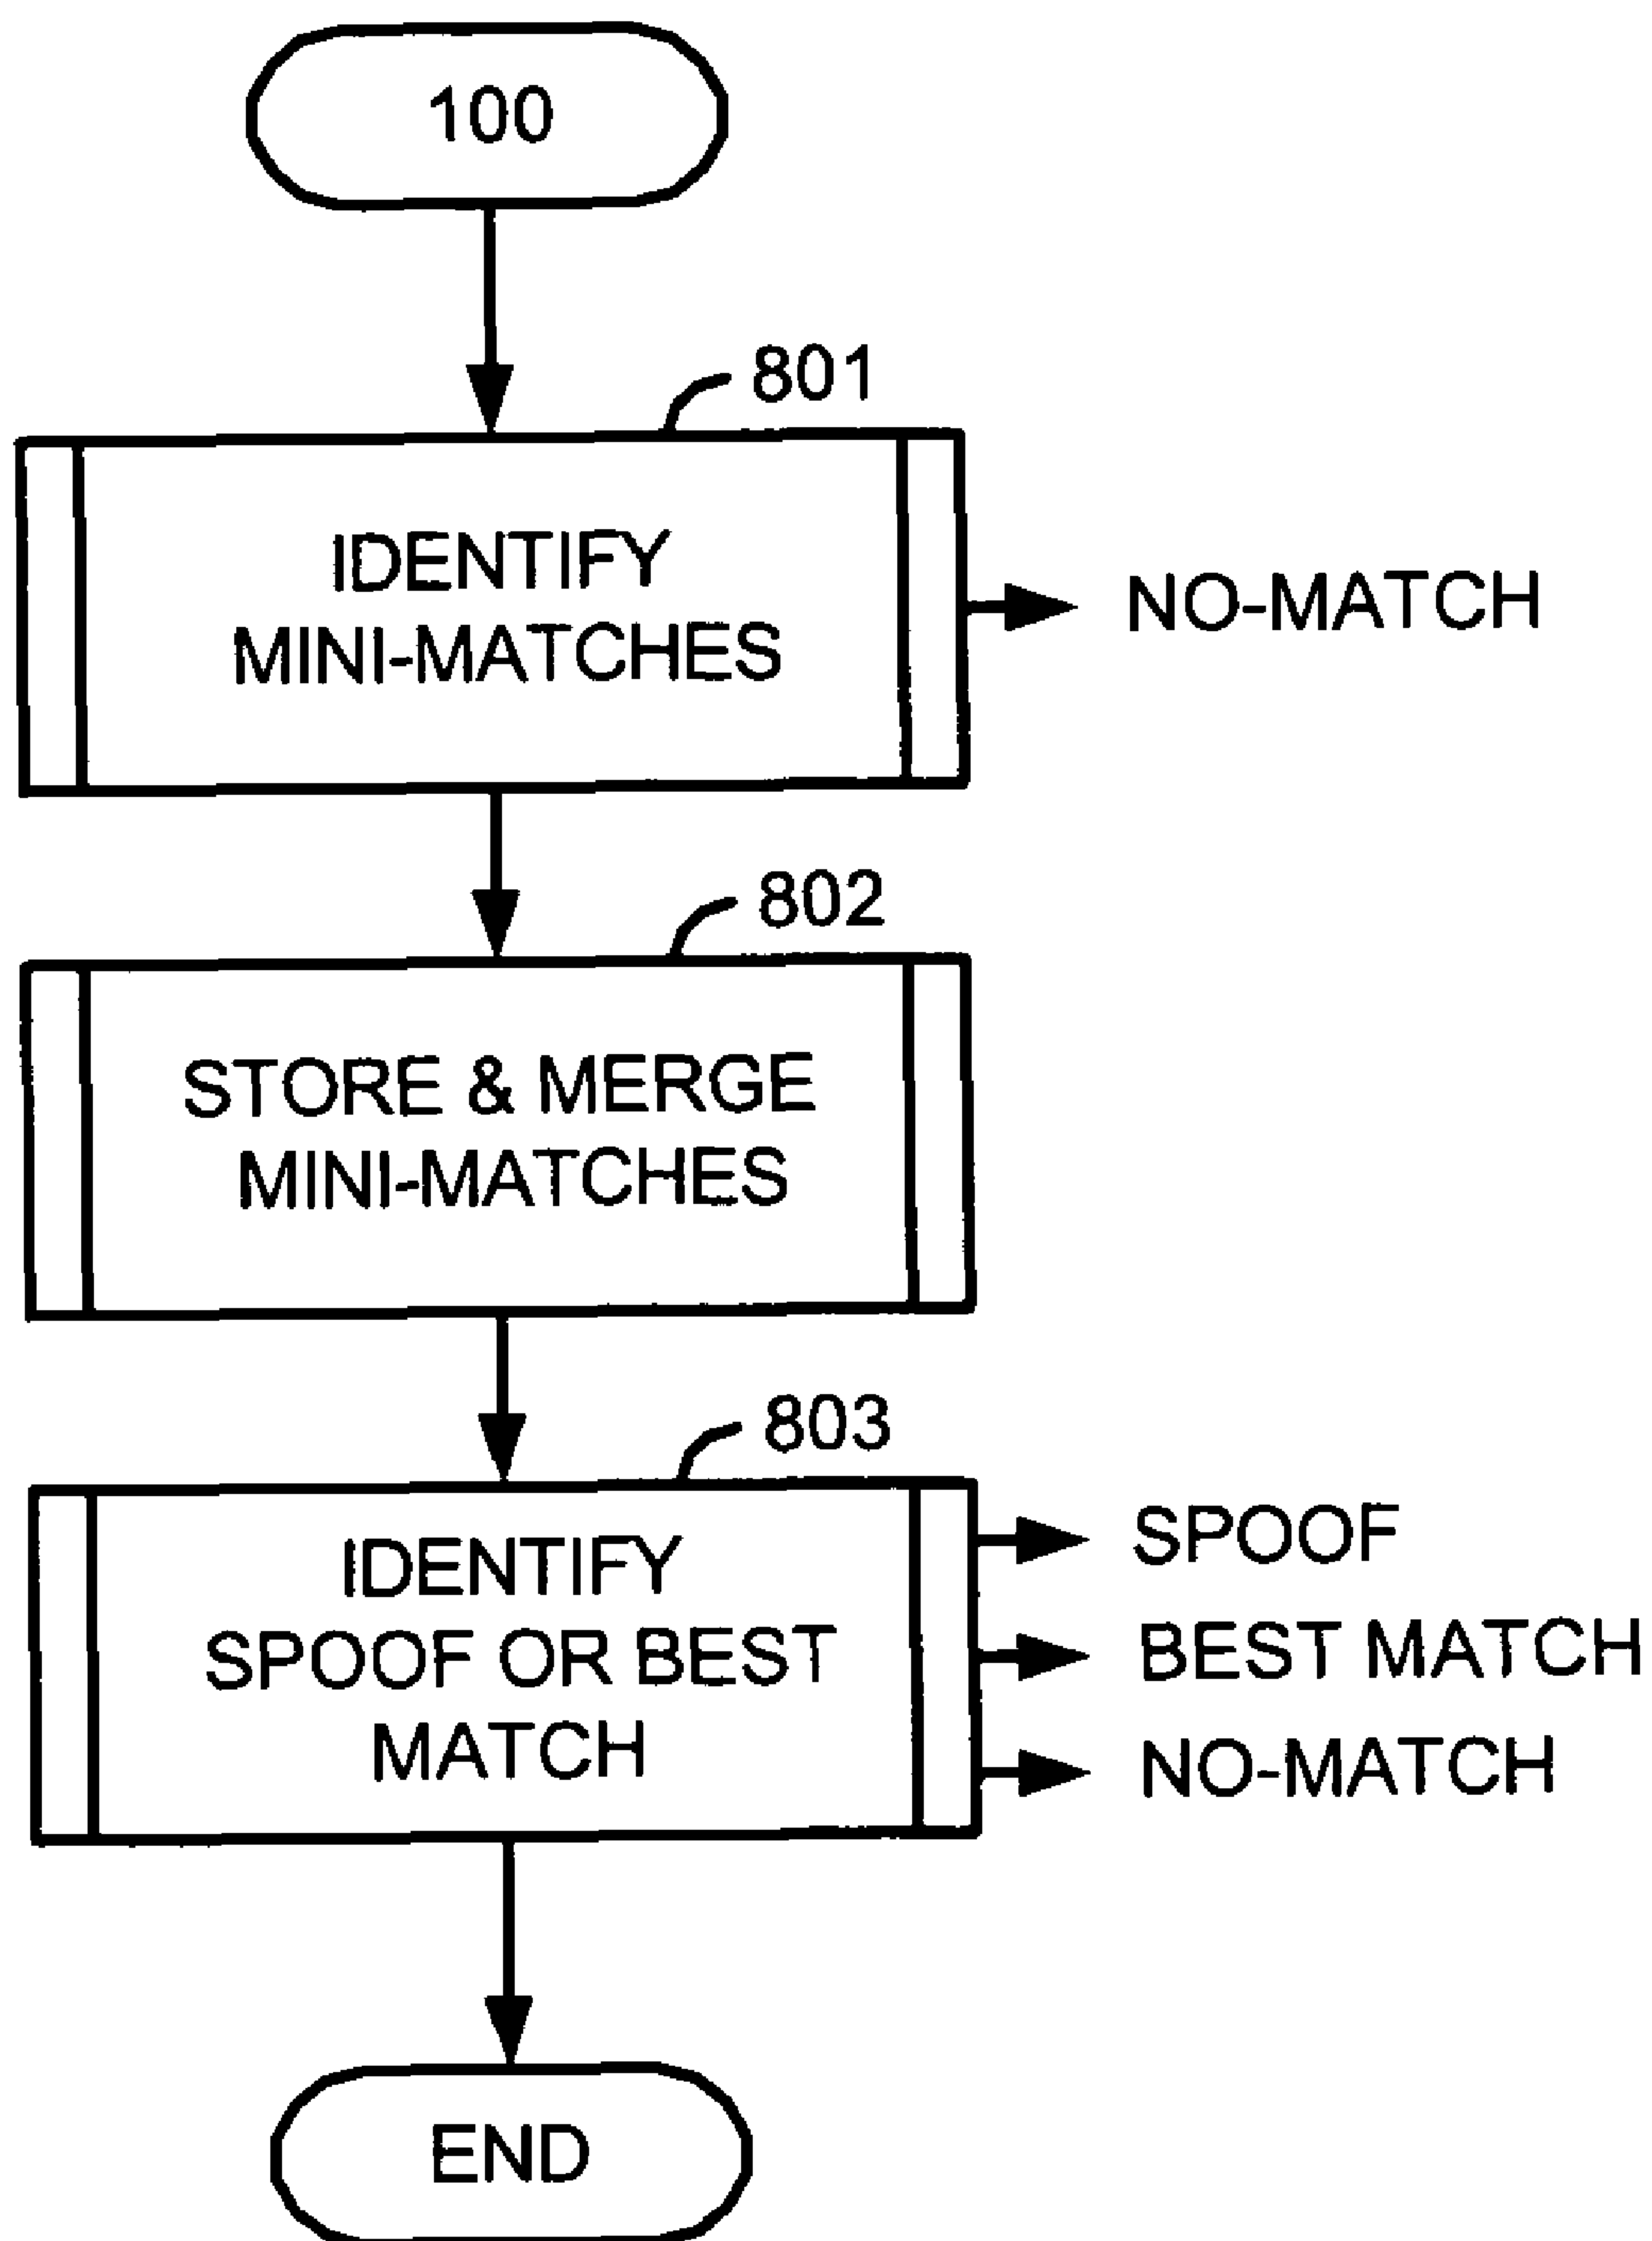 100
801
IDENTIFY
MINI-MATCHES
NO-MATCH
802
STORE & MERGE
MINI-MATCHES
803
IDENTIFY
SPOOF OR BEST
MATCH
SPOOF
BEST MATCH
NO-MATCH
END